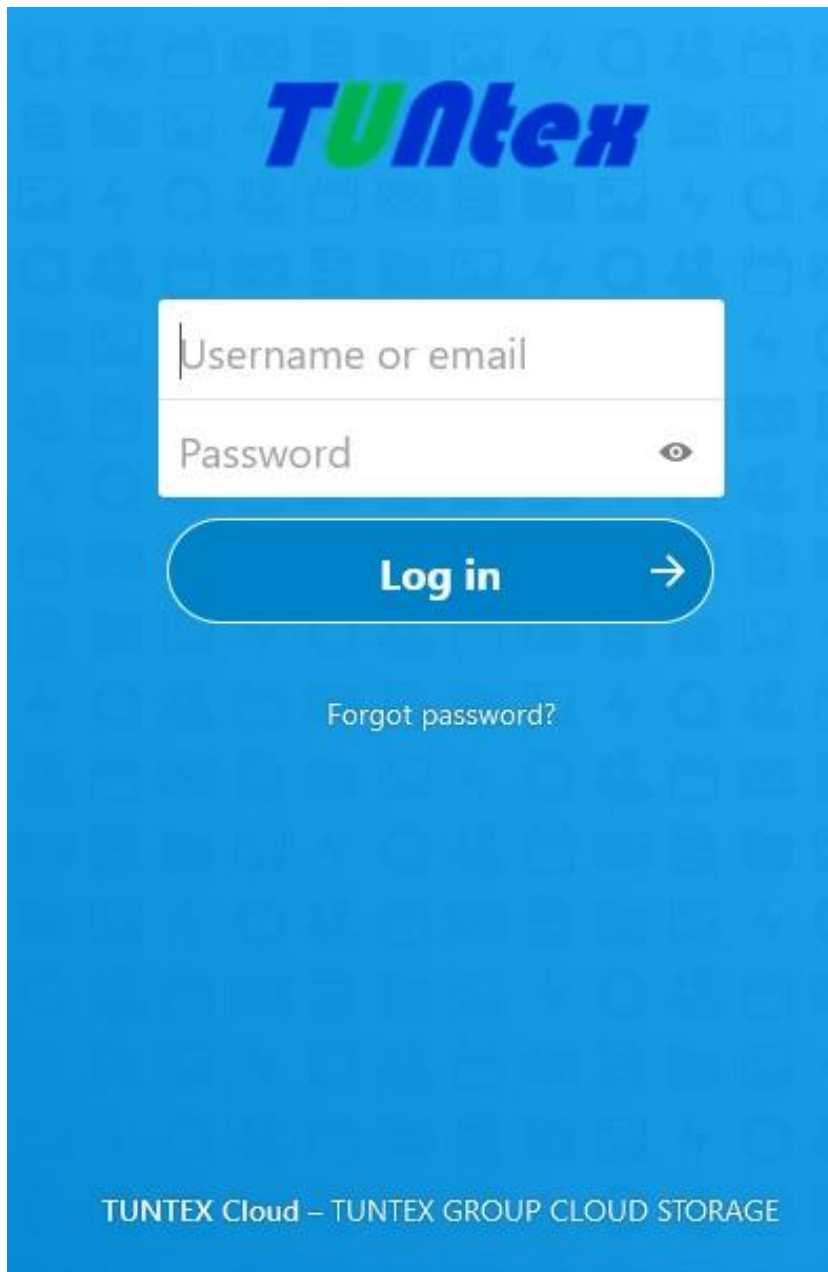 TUNtex
Username or email
Password
Log in
Forgot password?
TUNTEX Cloud – TUNTEX GROUP CLOUD STORAGE